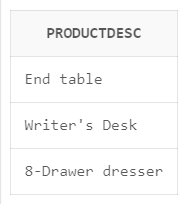 PRODUCTDESC
End table
Writer's Desk
8-Drawer dresser